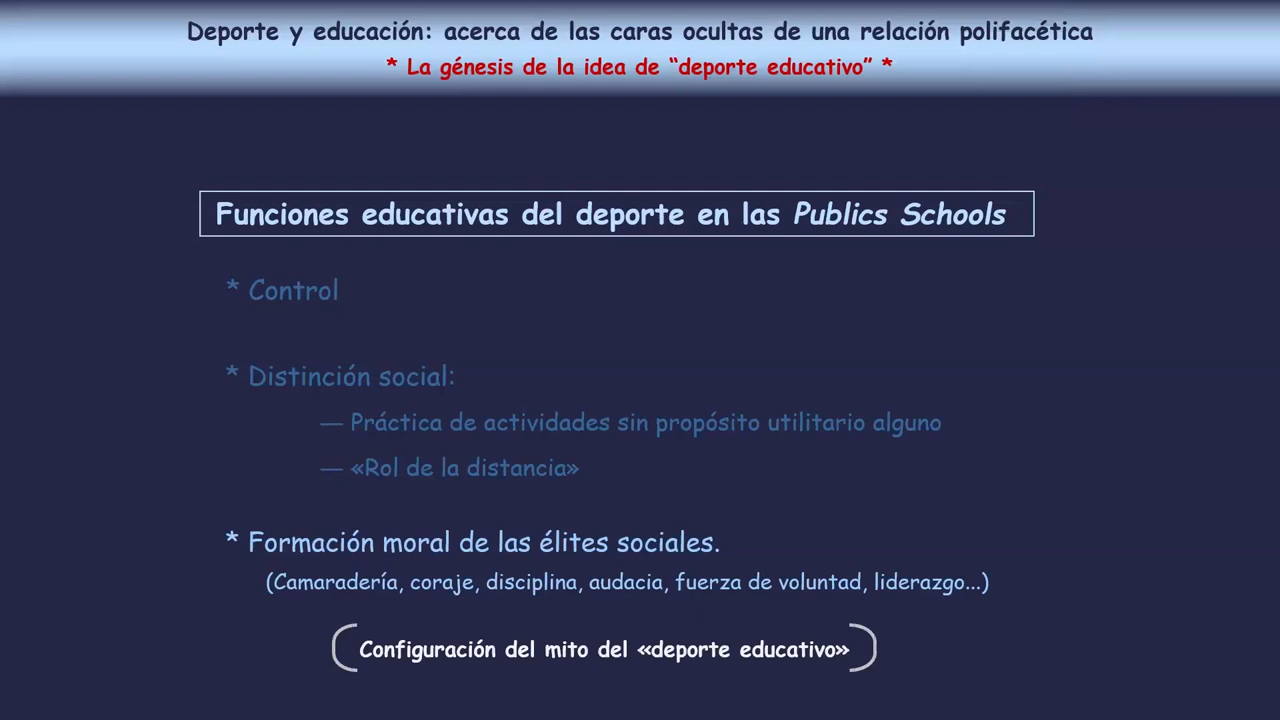 Deporte y educación: acerca de las caras ocultas de una relación polifacética
* La génesis de la idea de “deporte educativo” *
Funciones educativas del deporte en las Publics Schools
* Control
* Distinción social:
— Práctica de actividades sin propósito utilitario alguno
— «Rol de la distancia»
* Formación moral de las élites sociales.
(Camaradería, coraje, disciplina, audacia, fuerza de voluntad, liderazgo...)
Configuración del mito del «deporte educativo»